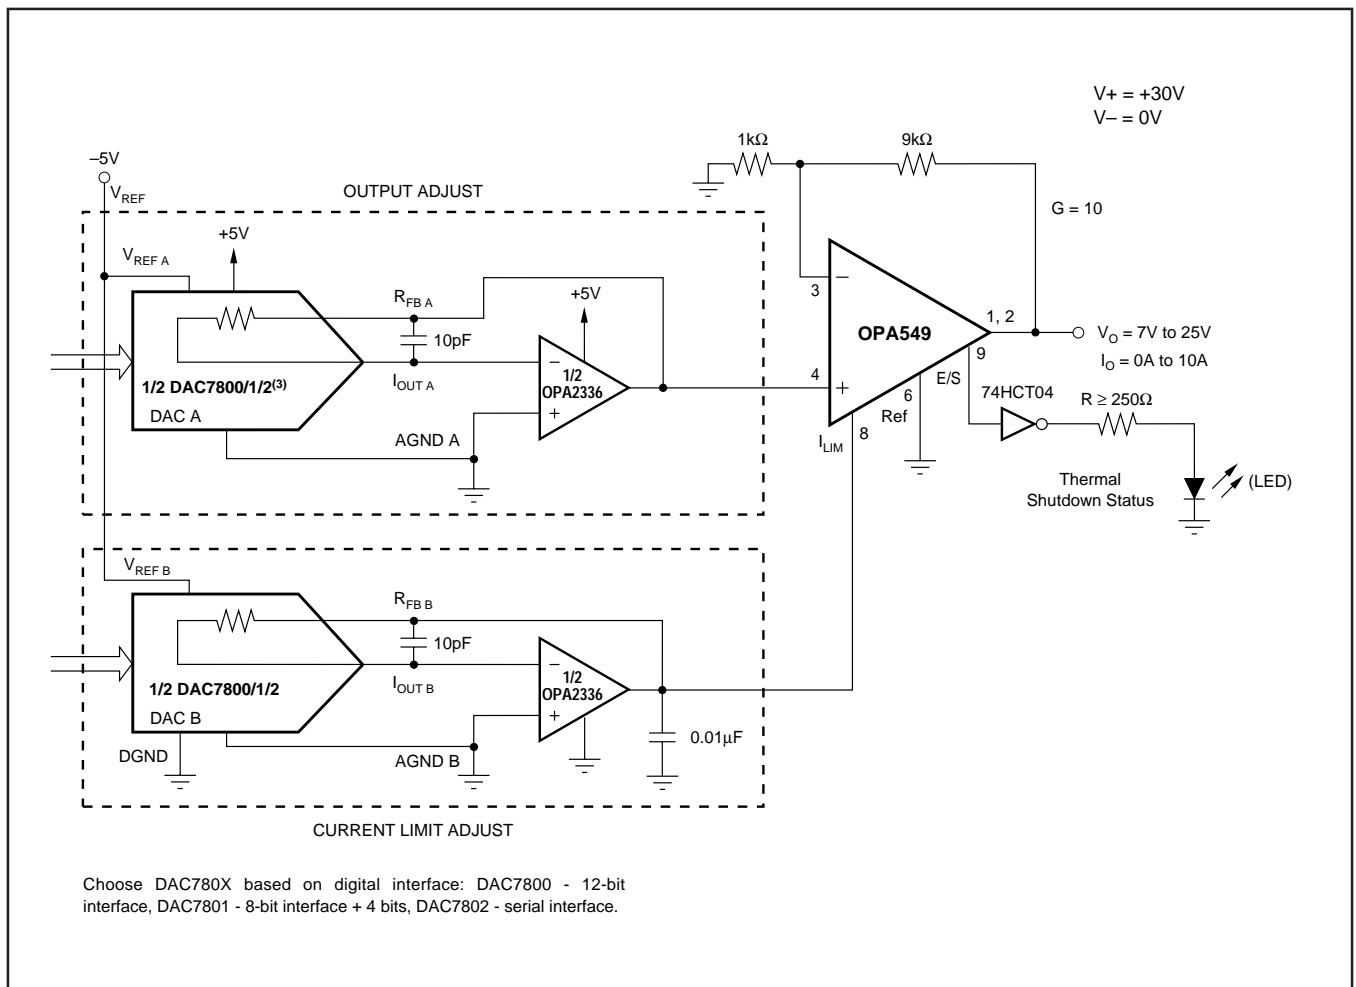 V+ = +30V
V– = 0V
1kΩ
9kΩ
G = 10
–5V
V_REF
OUTPUT ADJUST
+5V
V_REF A
R_FB A
10pF
I_OUT A
1/2 DAC7800/1/2(3)
DAC A
AGND A
+5V
–
1/2
OPA2336
+
–
3
OPA549
4
+
1, 2
9
E/S
6
Ref
I_LIM
8
V_O = 7V to 25V
I_O = 0A to 10A
74HCT04
R ≥ 250Ω
Thermal
Shutdown Status
(LED)
V_REF B
R_FB B
10pF
I_OUT B
1/2 DAC7800/1/2
DAC B
DGND
AGND B
–
1/2
OPA2336
+
0.01μF
CURRENT LIMIT ADJUST
Choose DAC780X based on digital interface: DAC7800 - 12-bit
interface, DAC7801 - 8-bit interface + 4 bits, DAC7802 - serial interface.